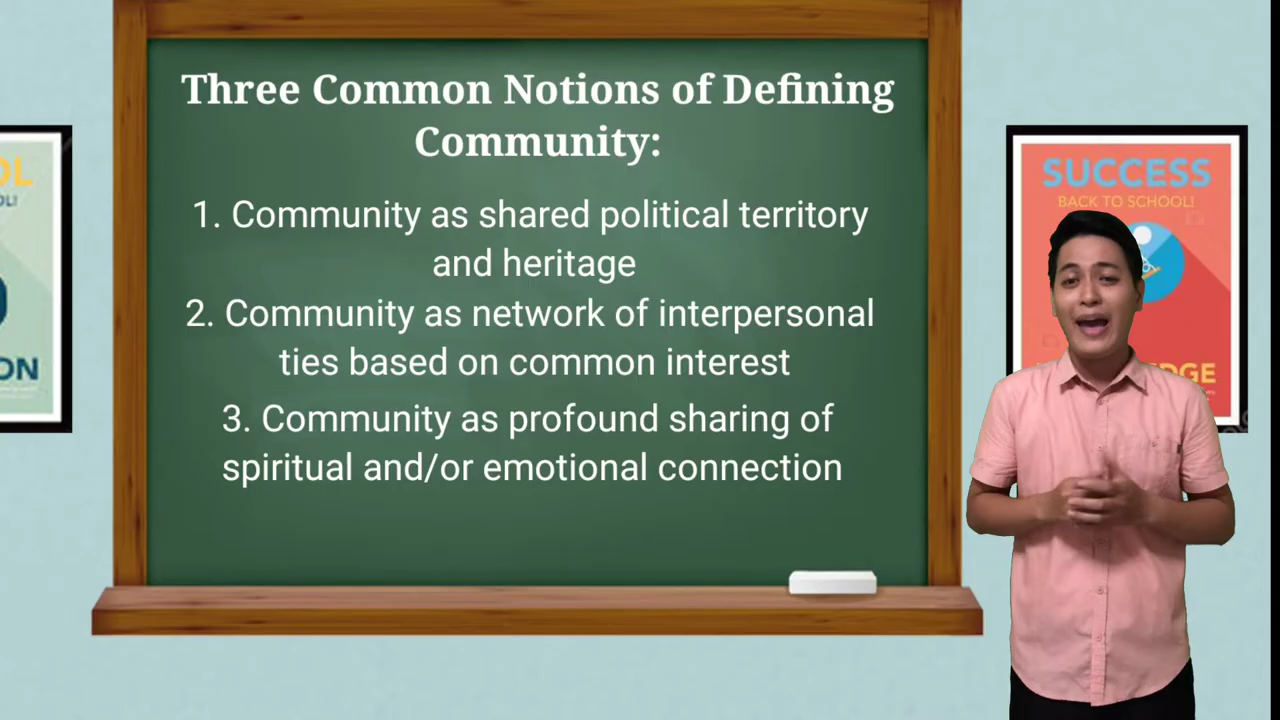 Three Common Notions of Defining
Community:
1. Community as shared political territory
and heritage
2. Community as network of interpersonal
ties based on common interest
3. Community as profound sharing of
spiritual and/or emotional connection
SUCCESS
BACK TO SCHOOL!